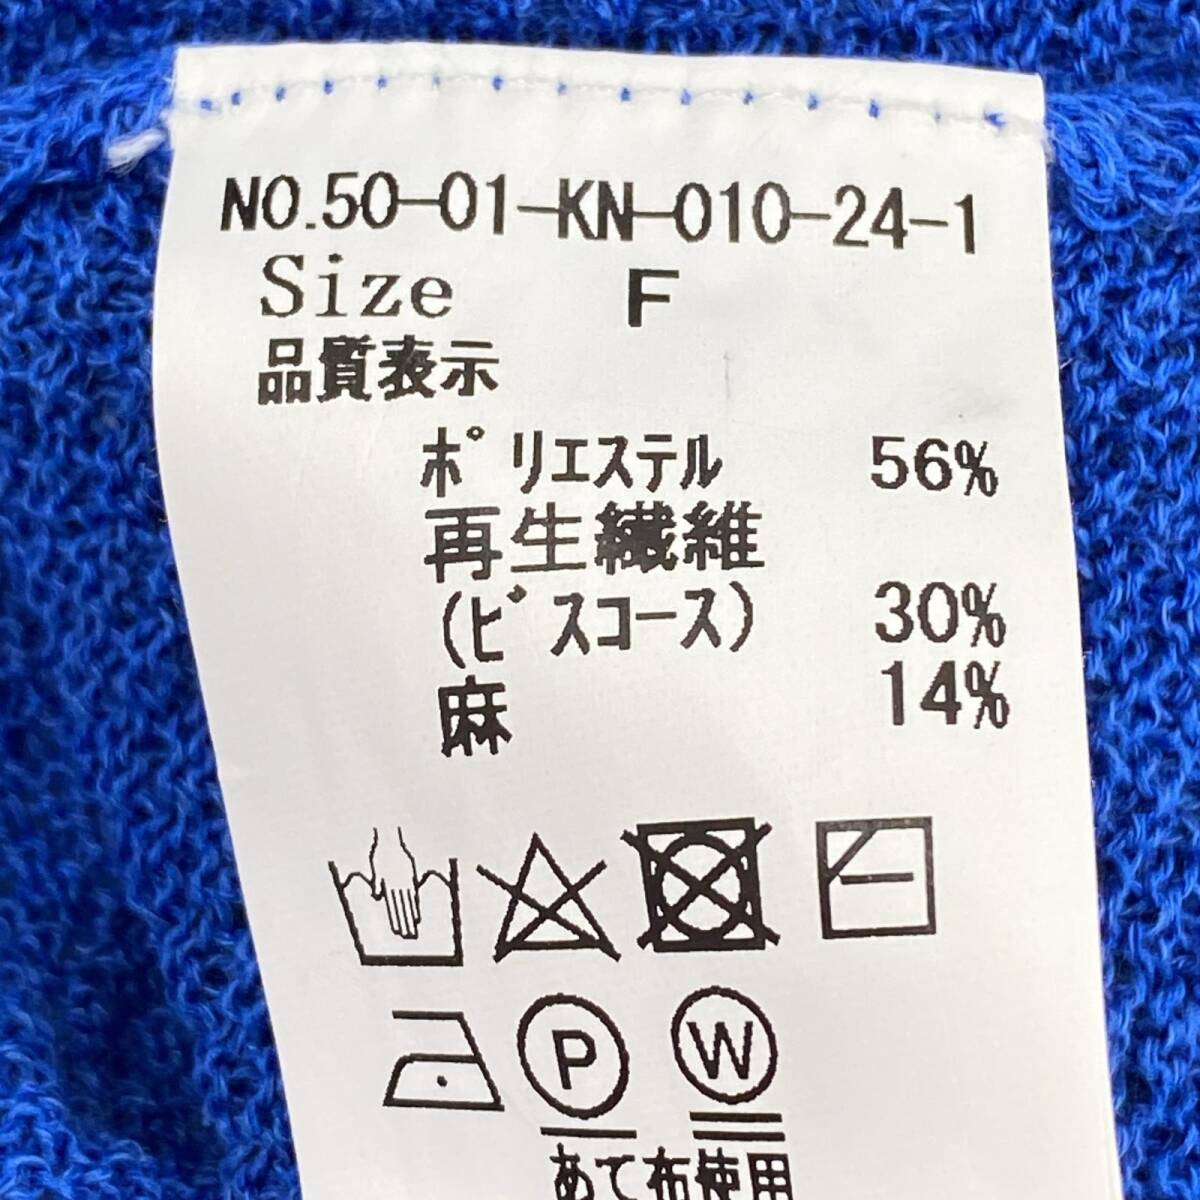 NO.50-01-KN-010-24-1
Size F
品質表示
ﾎﾟﾘｴｽﾃﾙ 56%
再生繊維
(ﾋﾞｽｺｰｽ) 30%
麻 14%
P W
あて布使用